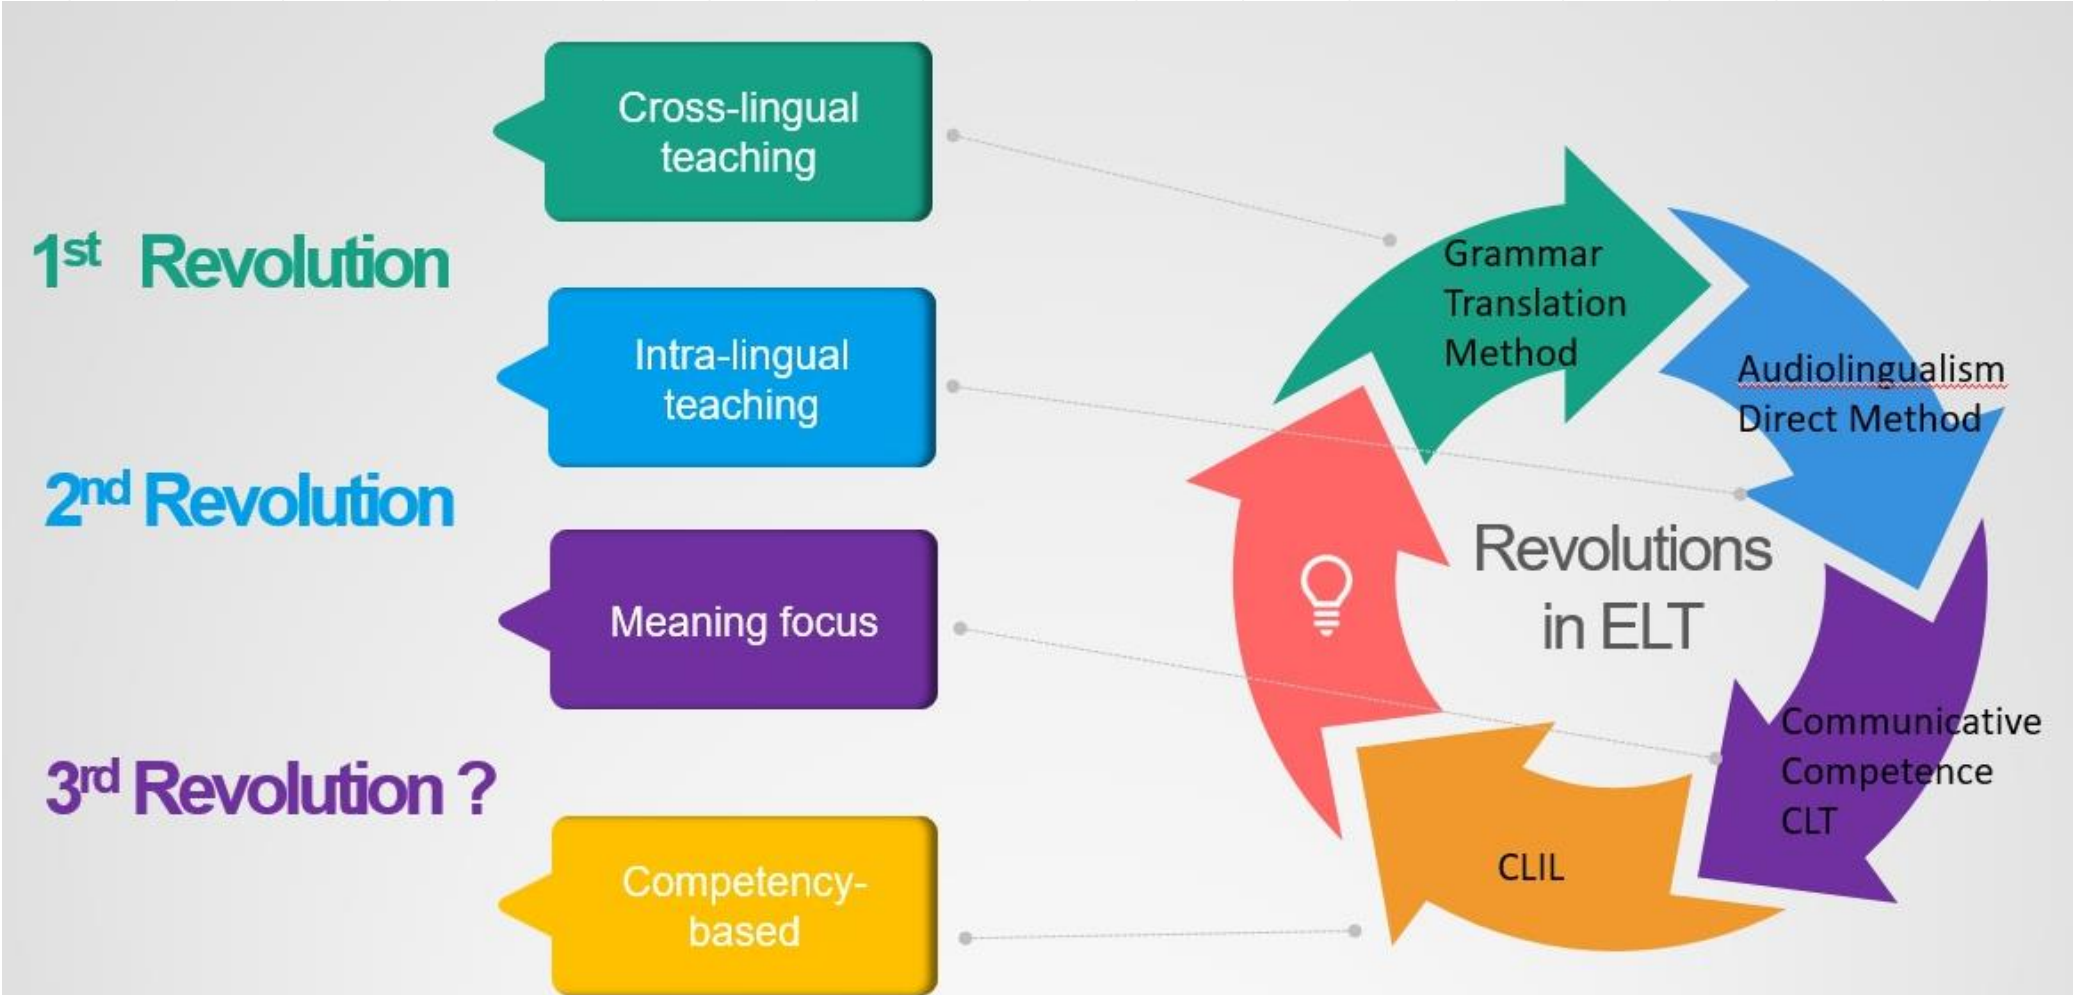 Cross-lingual
teaching
1st Revolution
Intra-lingual
teaching
2nd Revolution
Meaning focus
3rd Revolution ?
Competency-
based
Grammar
Translation
Method
Audiolingualism
Direct Method
Revolutions
in ELT
Communicative
Competence
CLT
CLIL